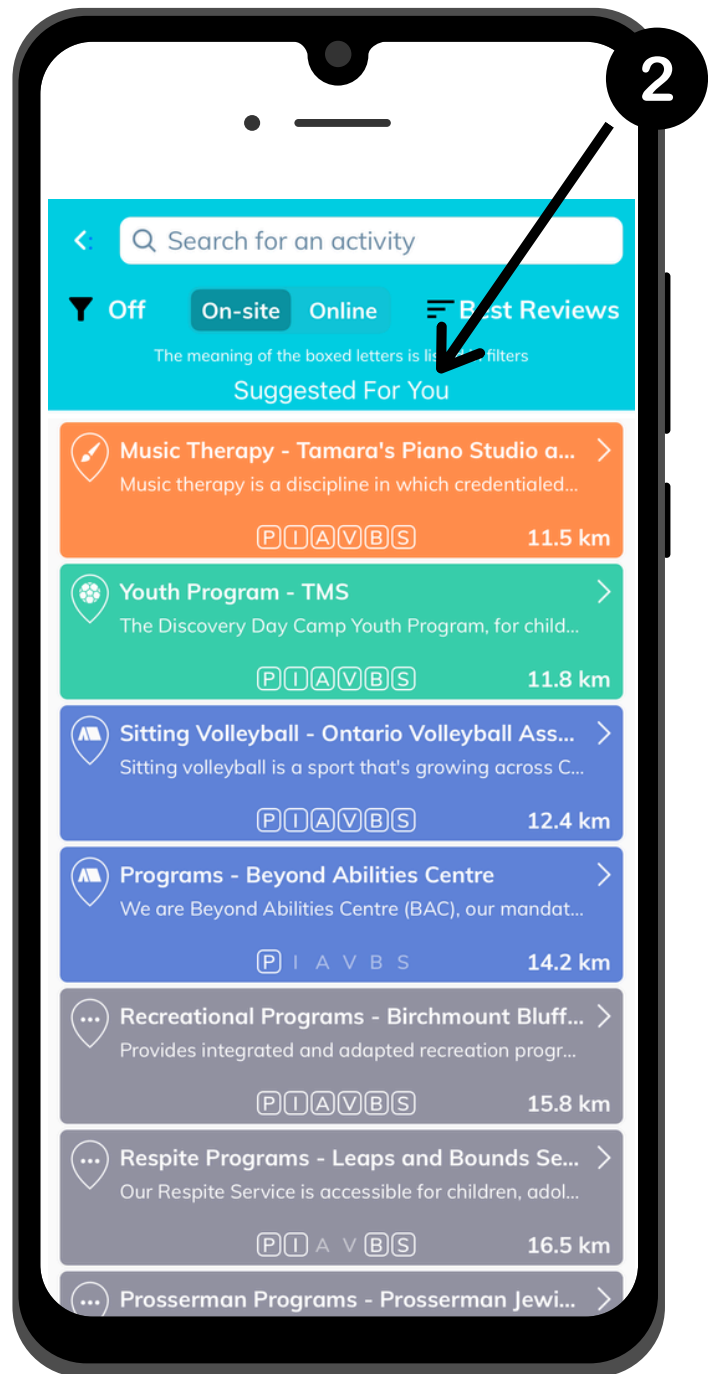 2
Search for an activity
Off On-site Online Best Reviews
The meaning of the boxed letters is listed in filters
Suggested For You
Music Therapy - Tamara's Piano Studio a...
Music therapy is a discipline in which credentialed...
P I A V B S 11.5 km
Youth Program - TMS
The Discovery Day Camp Youth Program, for child...
P I A V B S 11.8 km
Sitting Volleyball - Ontario Volleyball Ass...
Sitting volleyball is a sport that's growing across C...
P I A V B S 12.4 km
Programs - Beyond Abilities Centre
We are Beyond Abilities Centre (BAC), our mandat...
P I A V B S 14.2 km
Recreational Programs - Birchmount Bluff...
Provides integrated and adapted recreation progr...
P I A V B S 15.8 km
Respite Programs - Leaps and Bounds Se...
Our Respite Service is accessible for children, adol...
P I A V B S 16.5 km
Prosserman Programs - Prosserman Jewi...